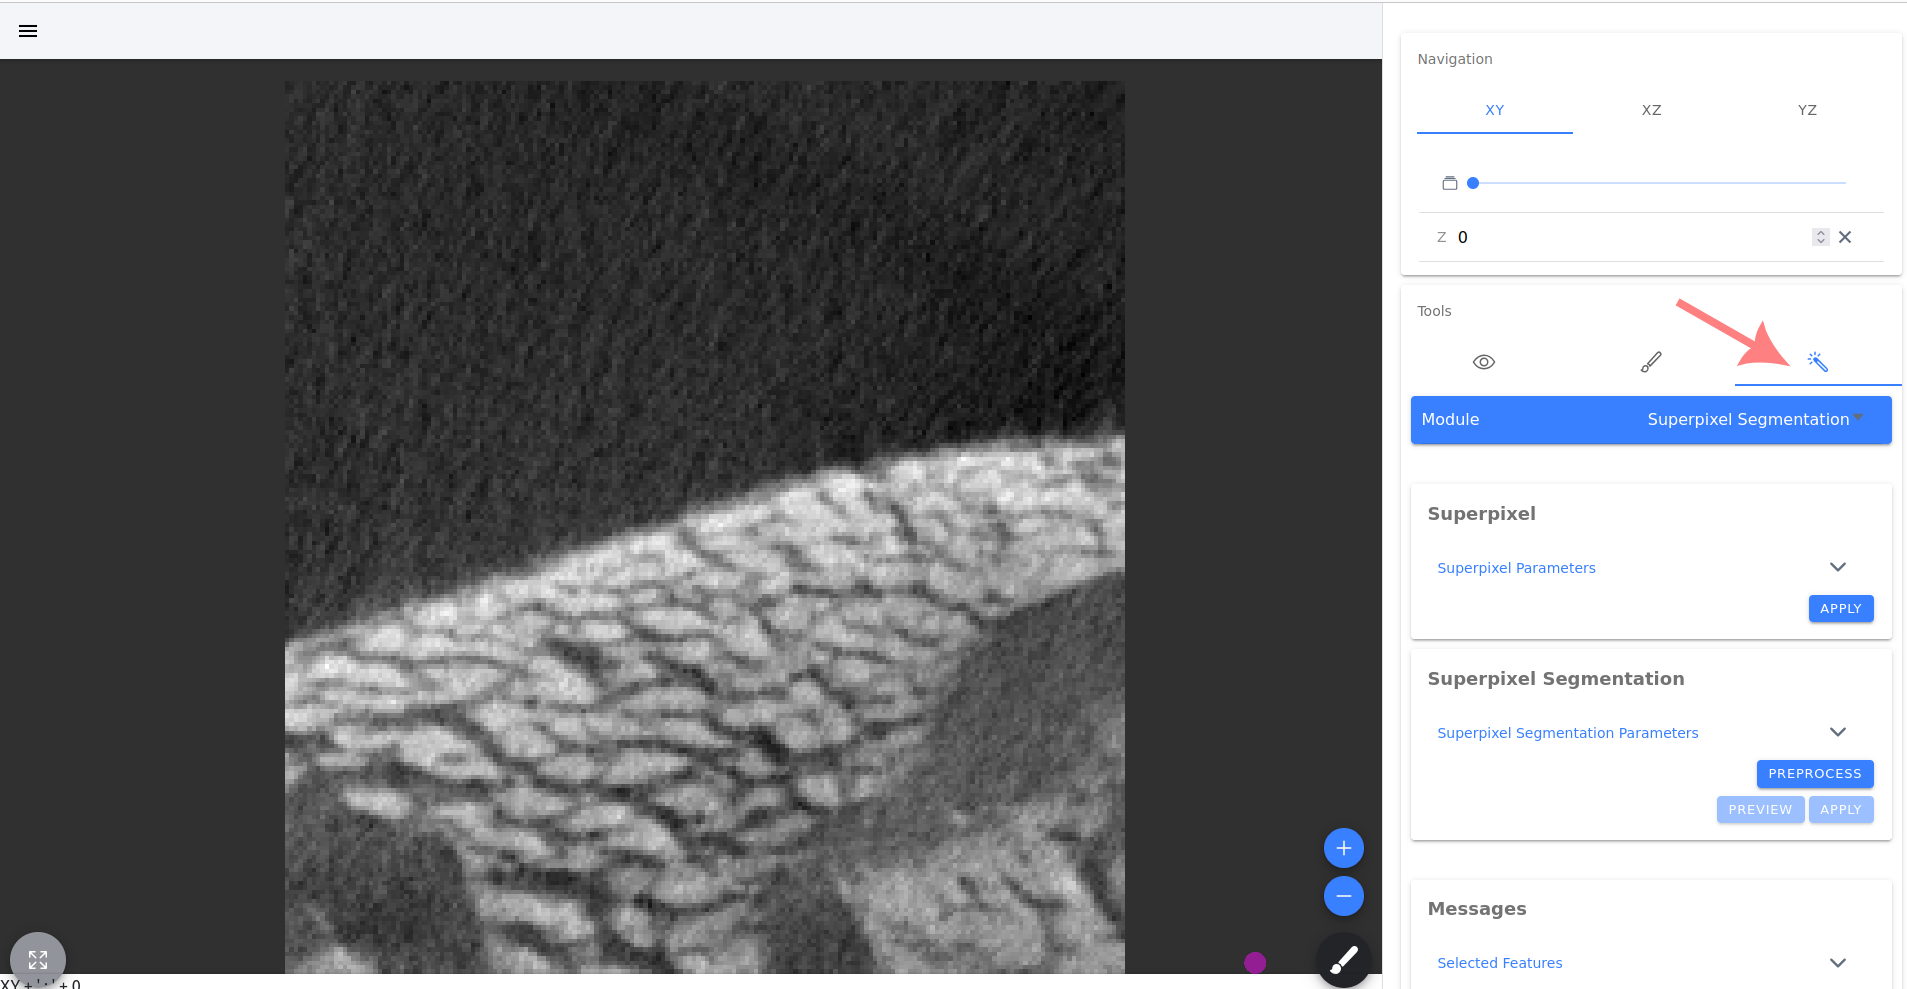 Navigation
XY XZ YZ
Z 0
Tools
Module Superpixel Segmentation
Superpixel
Superpixel Parameters
APPLY
Superpixel Segmentation
Superpixel Segmentation Parameters
PREPROCESS
PREVIEW APPLY
Messages
Selected Features
XY + ' : ' + 0